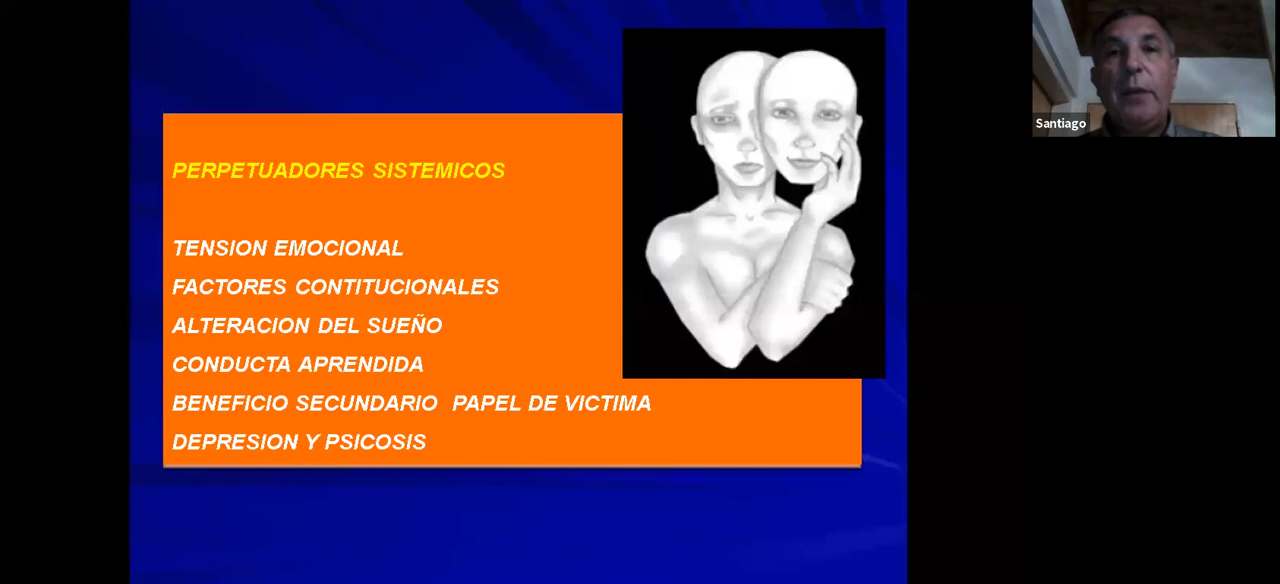 PERPETUADORES SISTEMICOS
TENSION EMOCIONAL
FACTORES CONTITUCIONALES
ALTERACION DEL SUEÑO
CONDUCTA APRENDIDA
BENEFICIO SECUNDARIO PAPEL DE VICTIMA
DEPRESION Y PSICOSIS
Santiago